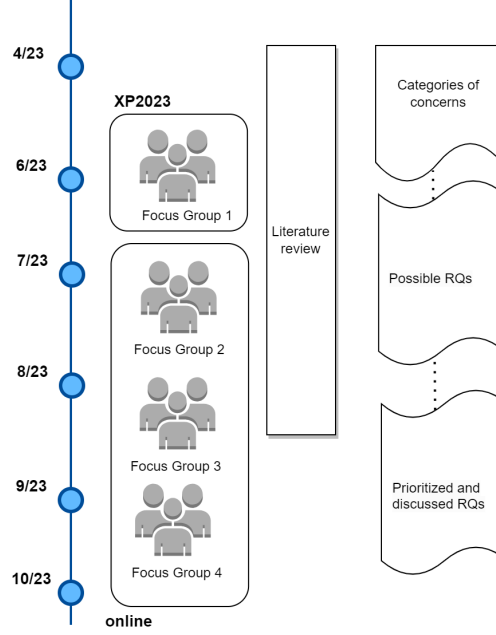 4/23
6/23
7/23
8/23
9/23
10/23
XP2023
Focus Group 1
Focus Group 2
Focus Group 3
Focus Group 4
online
Literature
review
Categories of
concerns
Possible RQs
Prioritized and
discussed RQs